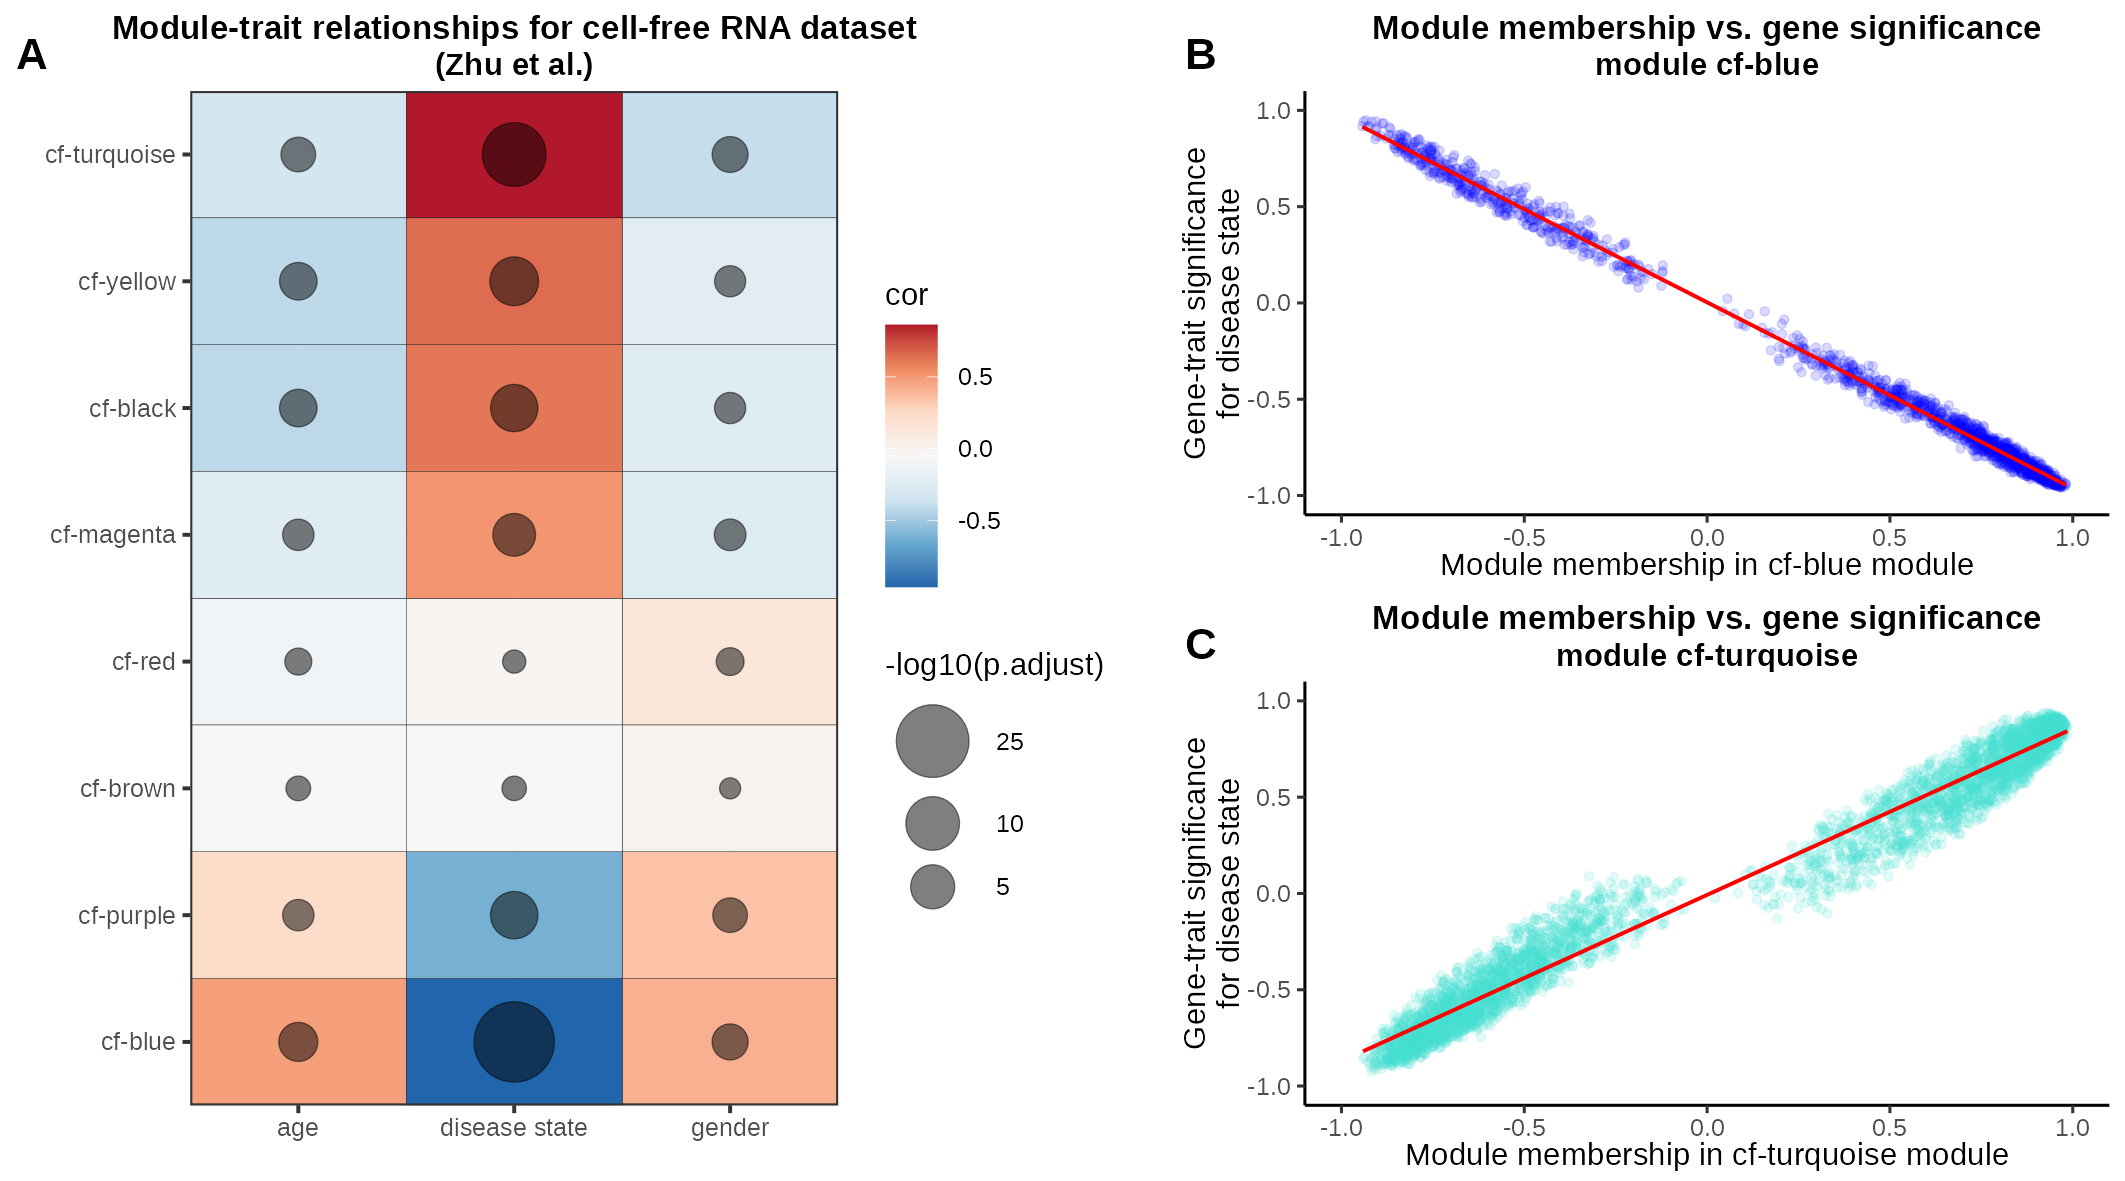 A
Module-trait relationships for cell-free RNA dataset
(Zhu et al.)
cf-turquoise
cf-yellow
cf-black
cf-magenta
cf-red
cf-brown
cf-purple
cf-blue
age
disease state
gender
cor
0.5
0.0
-0.5
-log10(p.adjust)
25
10
5
B
Module membership vs. gene significance
module cf-blue
Gene-trait significance
for disease state
1.0
0.5
0.0
-0.5
-1.0
-1.0
-0.5
0.0
0.5
1.0
Module membership in cf-blue module
C
Module membership vs. gene significance
module cf-turquoise
Gene-trait significance
for disease state
1.0
0.5
0.0
-0.5
-1.0
-1.0
-0.5
0.0
0.5
1.0
Module membership in cf-turquoise module